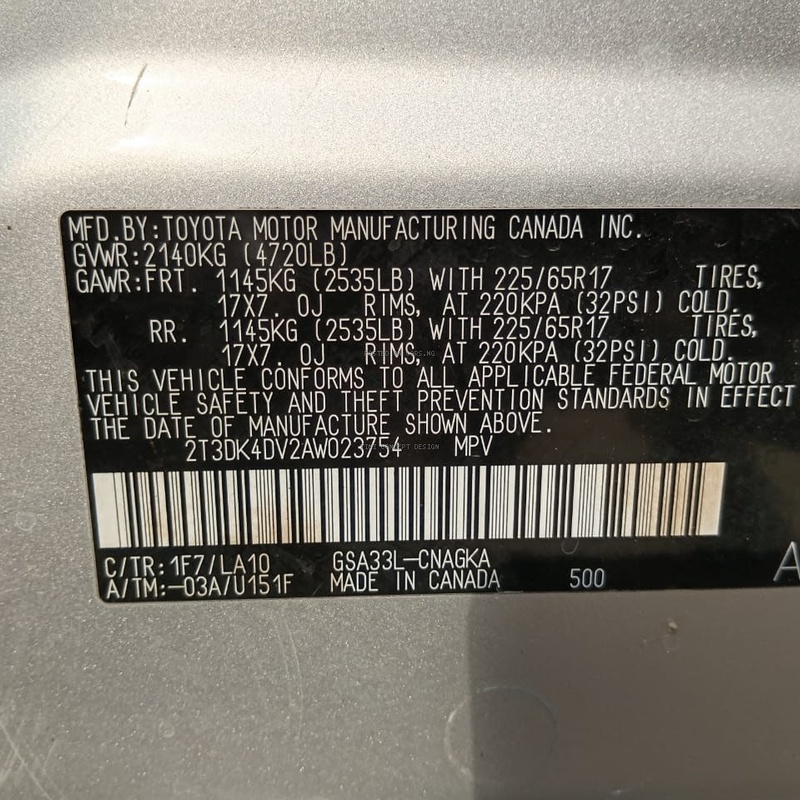 MFD.BY:TOYOTA MOTOR MANUFACTURING CANADA INC.
GVWR:2140KG (4720LB)
GAWR:FRT. 1145KG (2535LB) WITH 225/65R17 TIRES,
17X7. OJ RIMS, AT 220KPA (32PSI) COLD.
RR. 1145KG (2535LB) WITH 225/65R17 TIRES,
17X7. OJ RIMS, AT 220KPA (32PSI) COLD.
THIS VEHICLE CONFORMS TO ALL APPLICABLE FEDERAL MOTOR
VEHICLE SAFETY AND THEFT PREVENTION STANDARDS IN EFFECT
THE DATE OF MANUFACTURE SHOWN ABOVE.
2T3DK4DV2AW023754 MPV
C/TR:1F7/LA10 GSA33L-CNAGKA
A/TM:-03A/U151F MADE IN CANADA 500
A